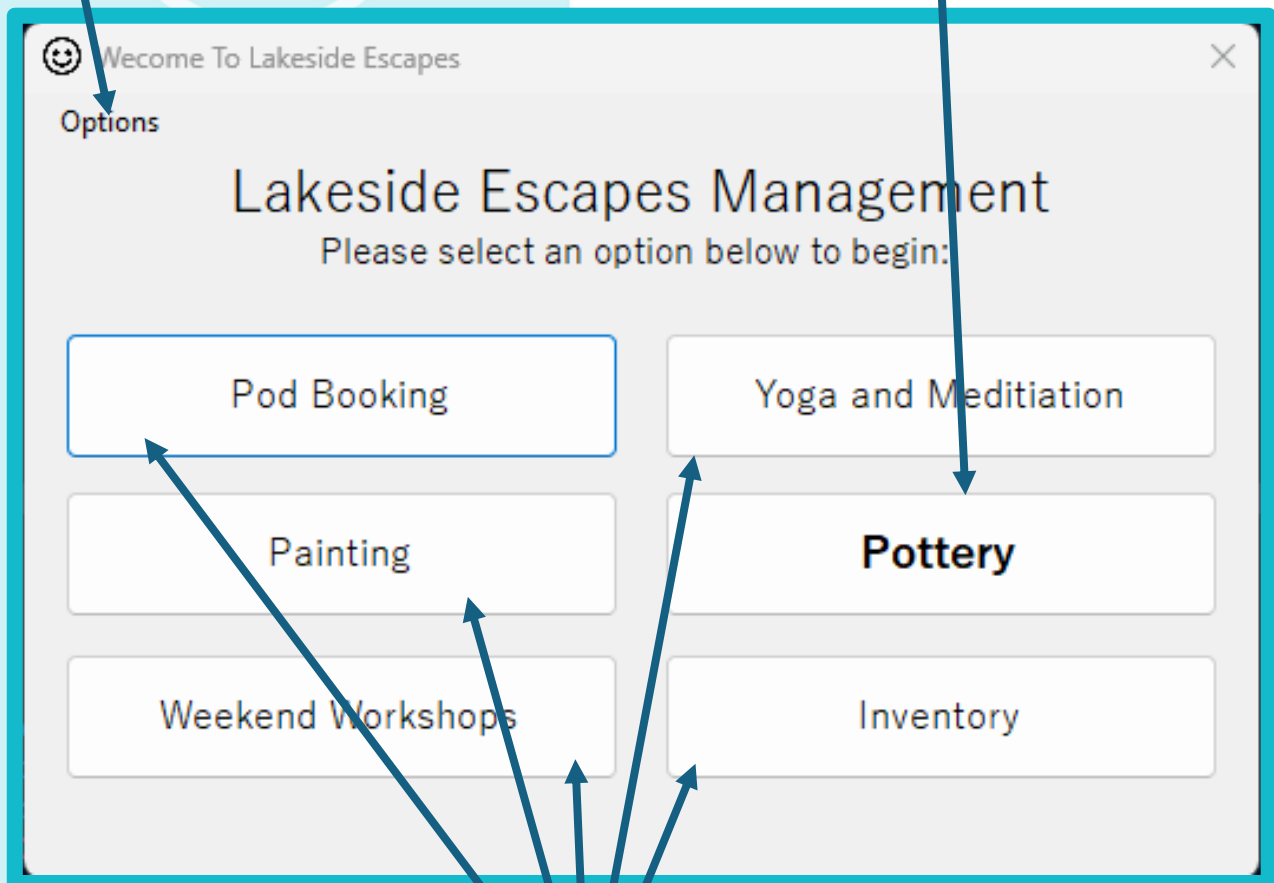 Wecome To Lakeside Escapes
Options
Lakeside Escapes Management
Please select an option below to begin:
Pod Booking
Yoga and Meditiation
Painting
Pottery
Weekend Workshops
Inventory